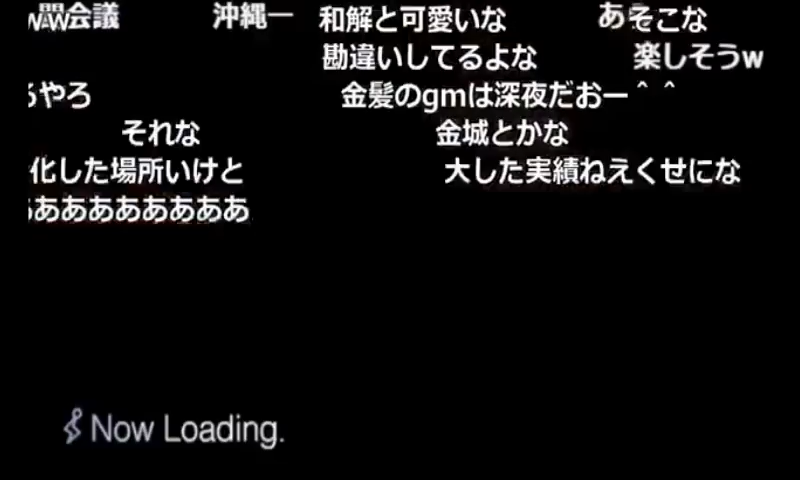 会議 沖縄一 和解と可愛いな あそこな
勘違いしてるよな 楽しそうw
やろ 金髪のgmは深夜だおー＾＾
それな 金城とかな
化した場所いけと 大した実績ねえくせにな
あああああああああ
Now Loading.